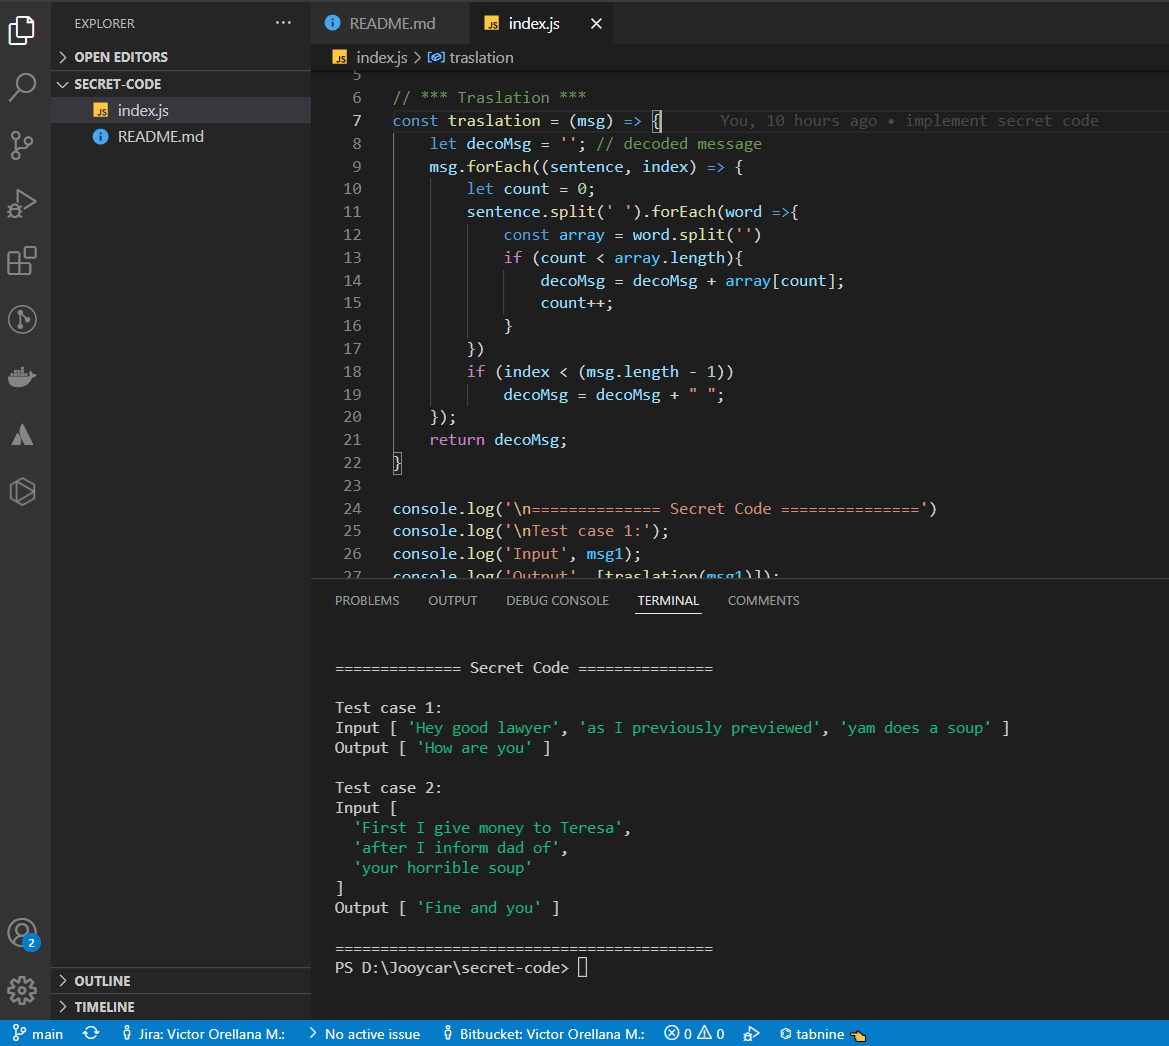 EXPLORER
README.md
index.js
OPEN EDITORS
index.js > traslation
SECRET-CODE
index.js
README.md
5
6 // *** Traslation ***
7 const traslation = (msg) => { You, 10 hours ago • implement secret code
8 let decoMsg = ''; // decoded message
9 msg.forEach((sentence, index) => {
10 let count = 0;
11 sentence.split(' ').forEach(word =>{
12 const array = word.split('')
13 if (count < array.length){
14 decoMsg = decoMsg + array[count];
15 count++;
16 }
17 })
18 if (index < (msg.length - 1))
19 decoMsg = decoMsg + " ";
20 });
21 return decoMsg;
22 }
23
24 console.log('\n============== Secret Code ===============')
25 console.log('\nTest case 1:');
26 console.log('Input', msg1);
27 console.log('Output', [traslation(msg1)]);
PROBLEMS OUTPUT DEBUG CONSOLE TERMINAL COMMENTS
============== Secret Code ===============
Test case 1:
Input [ 'Hey good lawyer', 'as I previously previewed', 'yam does a soup' ]
Output [ 'How are you' ]
Test case 2:
Input [
'First I give money to Teresa',
'after I inform dad of',
'your horrible soup'
]
Output [ 'Fine and you' ]
==========================================
PS D:\Jooycar\secret-code>
2
OUTLINE
TIMELINE
main Jira: Victor Orellana M.: No active issue Bitbucket: Victor Orellana M.: 0 0 tabnine